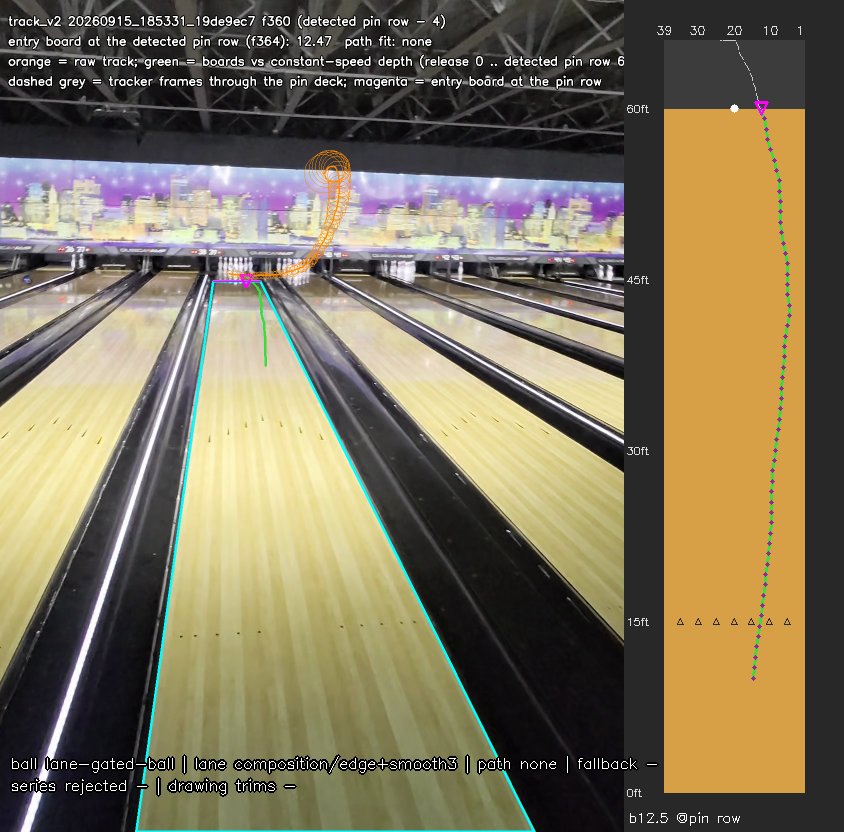 track_v2 20260915_185331_19de9ec7 f360 (detected pin row - 4)
entry board at the detected pin row (f364): 12.47  path fit: none
orange = raw track; green = boards vs constant-speed depth (release 0 .. detected pin row 6
dashed grey = tracker frames through the pin deck; magenta = entry board at the pin row
39 30 20 10 1
60ft
45ft
30ft
15ft
0ft
ball lane-gated-ball | lane composition/edge+smooth3 | path none | fallback -
series rejected - | drawing trims -
b12.5 @pin row